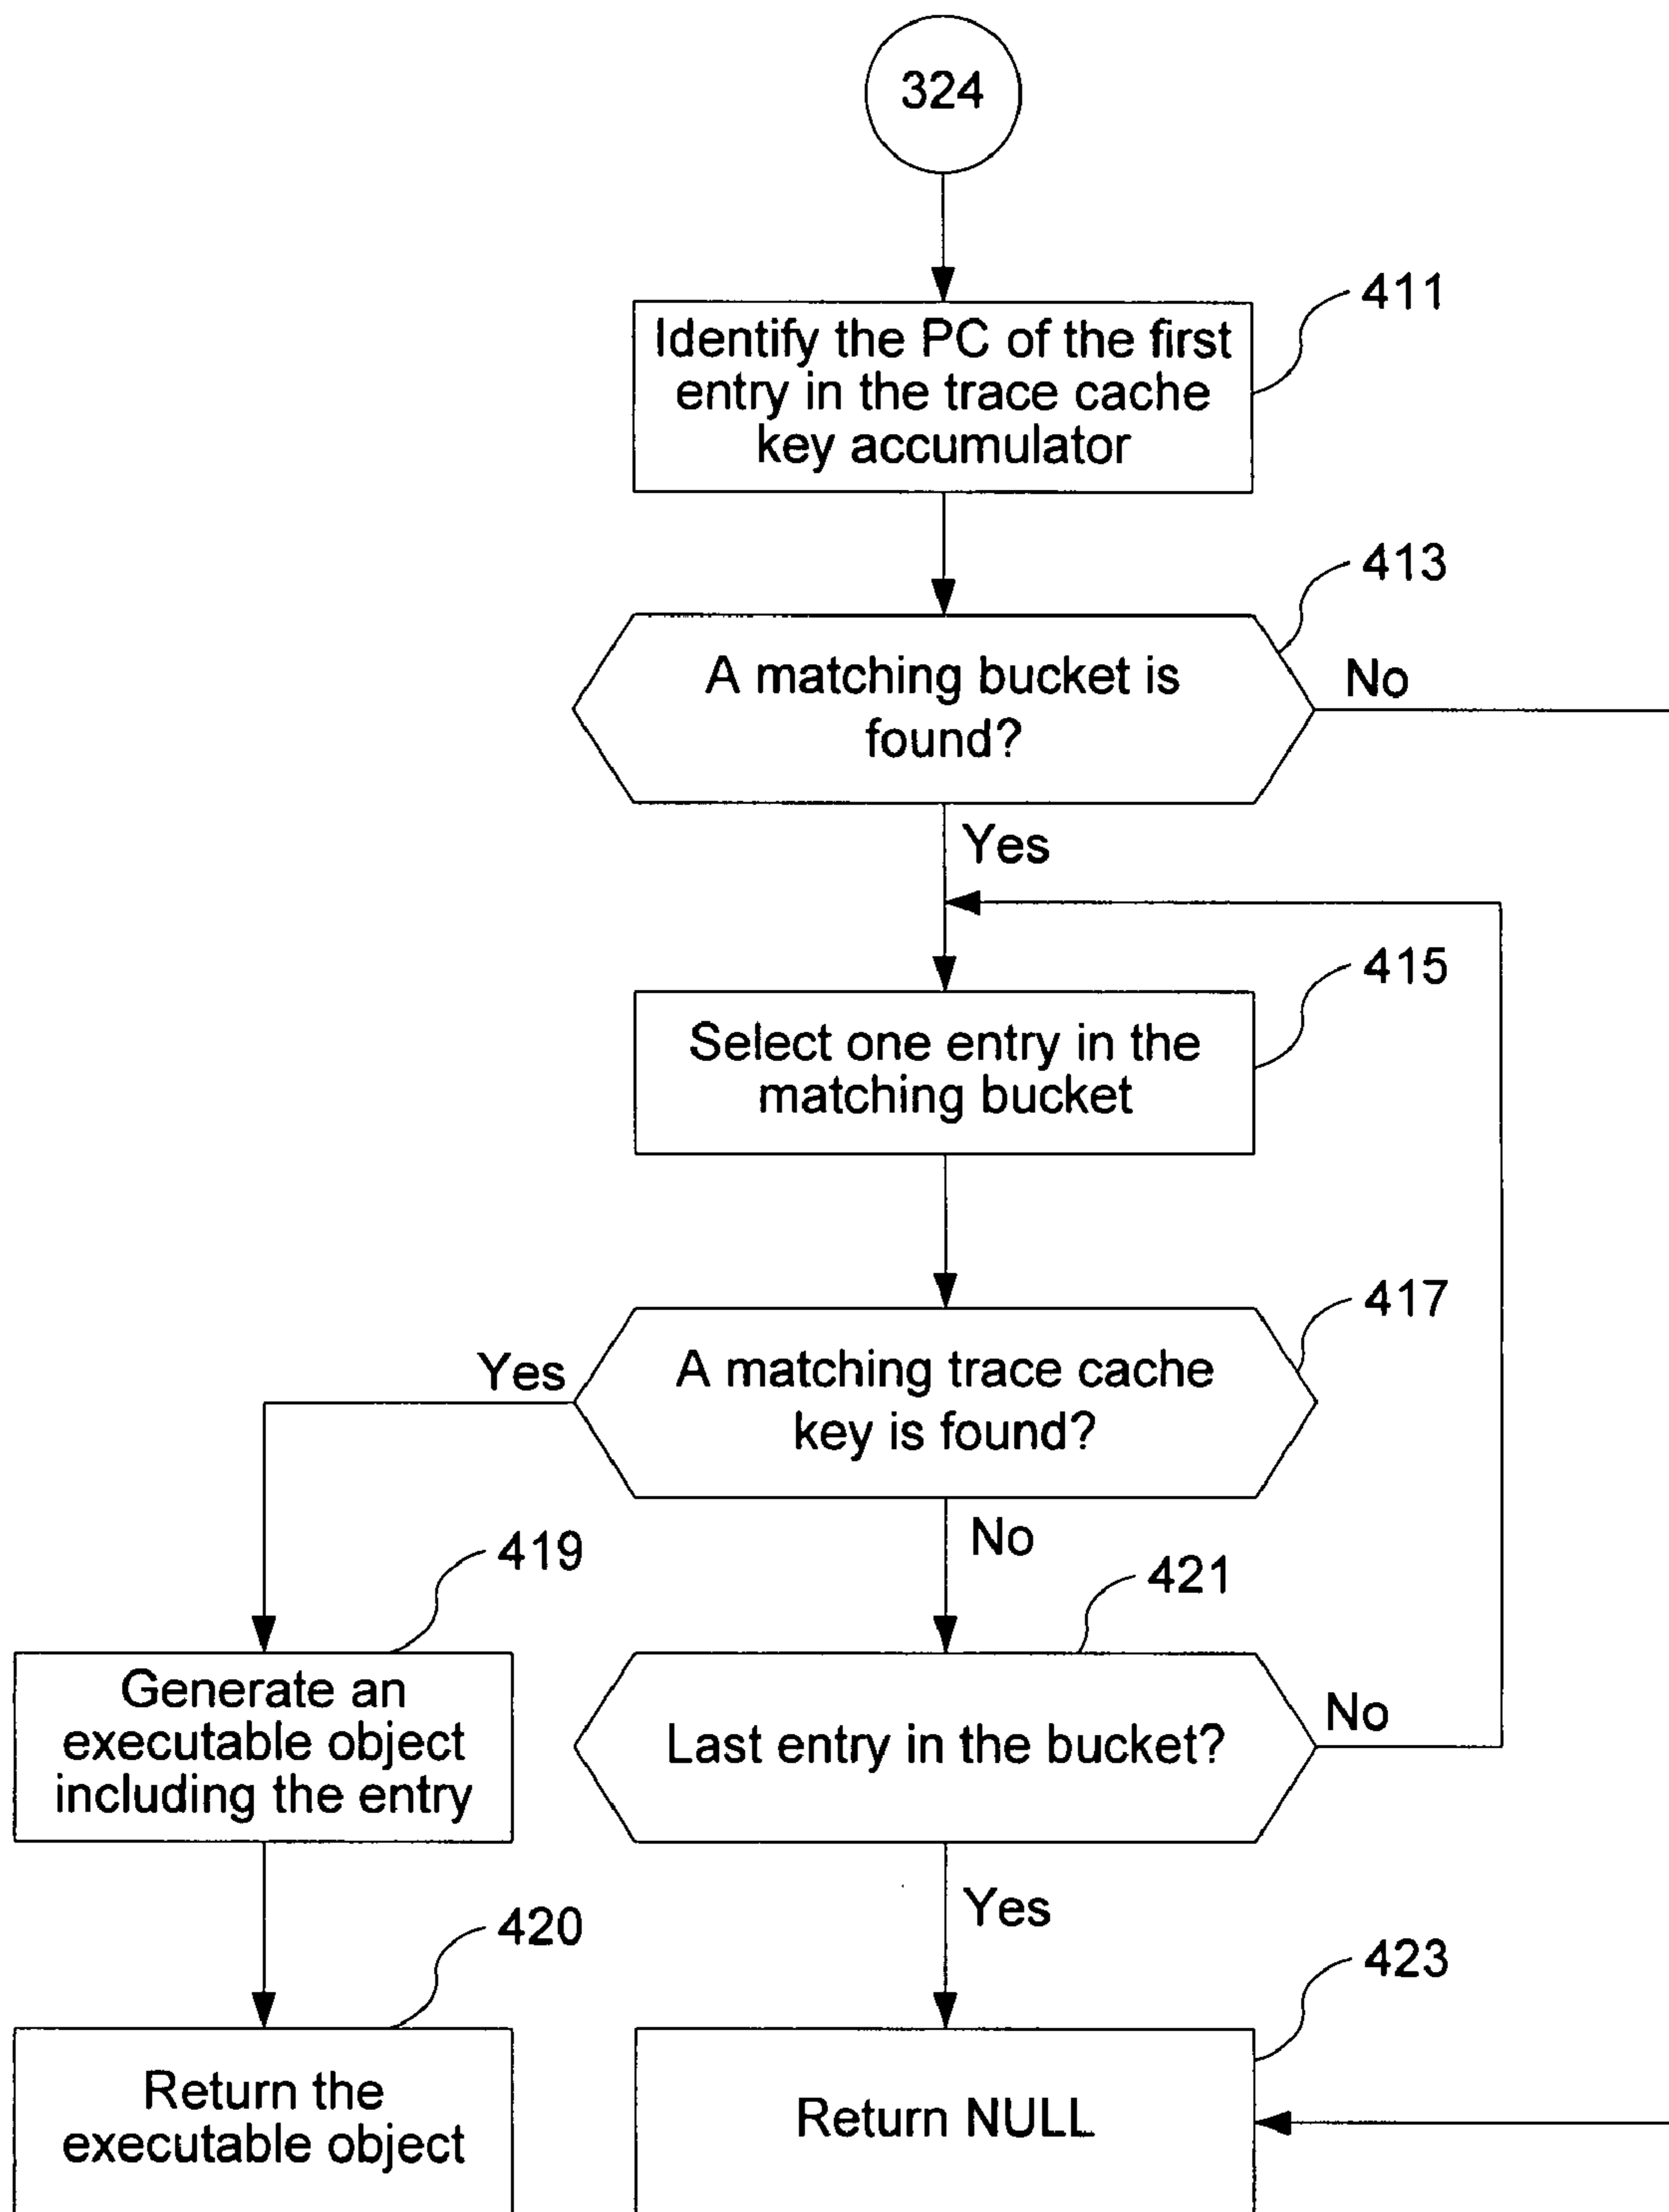 324
411
Identify the PC of the first
entry in the trace cache
key accumulator
413
A matching bucket is
found?
No
Yes
415
Select one entry in the
matching bucket
417
A matching trace cache
key is found?
Yes
No
419
421
Generate an
executable object
including the entry
Last entry in the bucket?
No
Yes
420
423
Return the
executable object
Return NULL